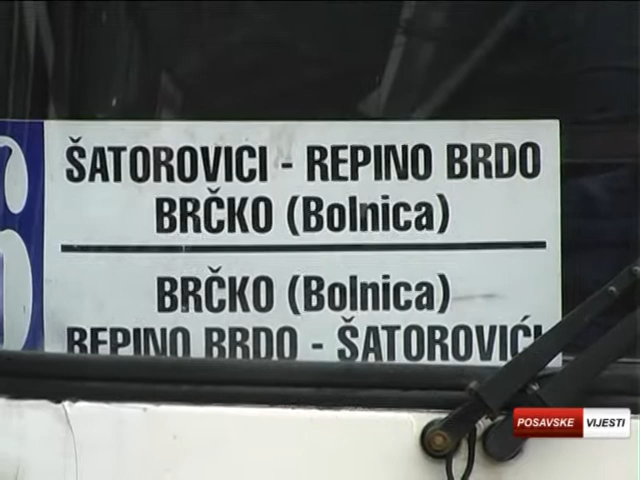 ŠATOROVICI - REPINO BRDO
BRČKO (Bolnica)
BRČKO (Bolnica)
REPINO BRDO - ŠATOROVIĆI
POSAVSKE VIJESTI